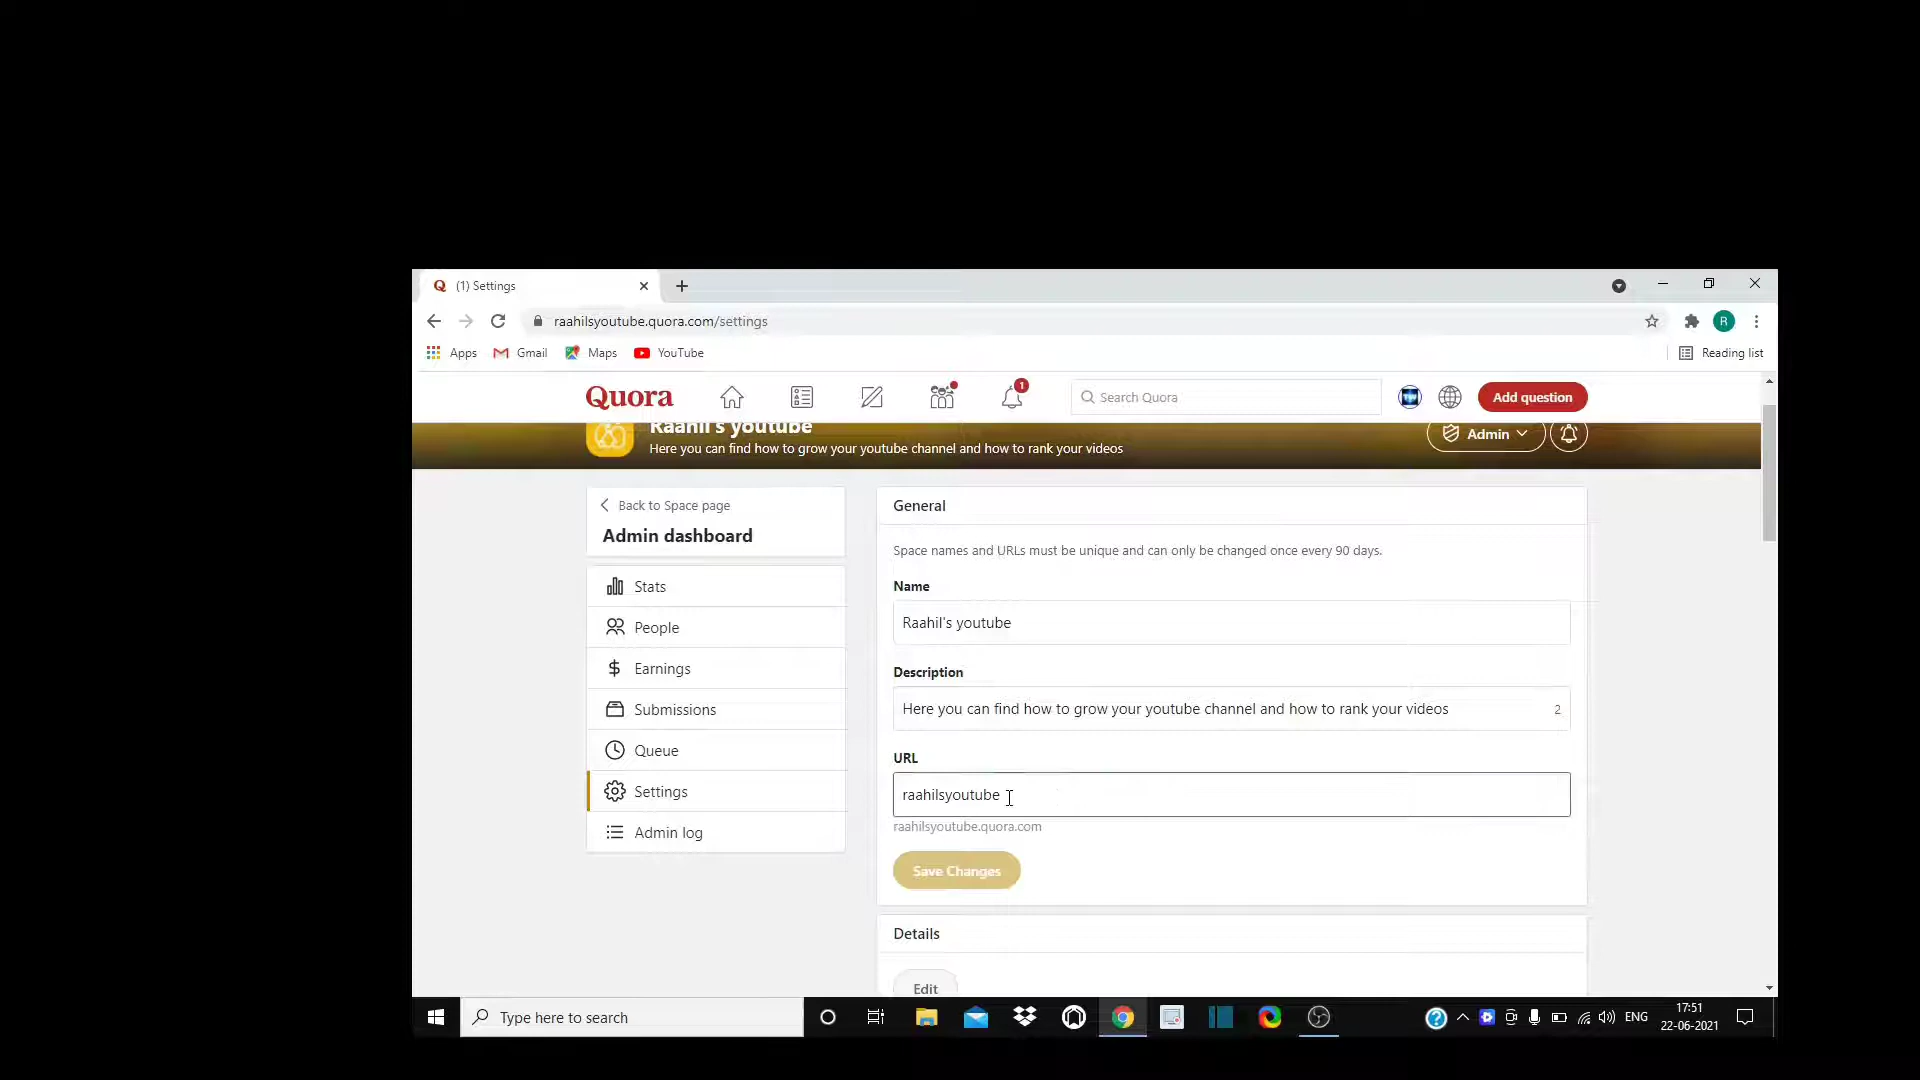 (1) Settings
raahilsyoutube.quora.com/settings
Apps Gmail Maps YouTube Reading list
Quora
1
Search Quora
Add question
Raahil's youtube
Here you can find how to grow your youtube channel and how to rank your videos
Admin
Back to Space page
Admin dashboard
Stats
People
Earnings
Submissions
Queue
Settings
Admin log
General
Space names and URLs must be unique and can only be changed once every 90 days.
Name
Raahil's youtube
Description
Here you can find how to grow your youtube channel and how to rank your videos 2
URL
raahilsyoutube
raahilsyoutube.quora.com
Save Changes
Details
Edit
Type here to search
ENG
17:51
22-06-2021